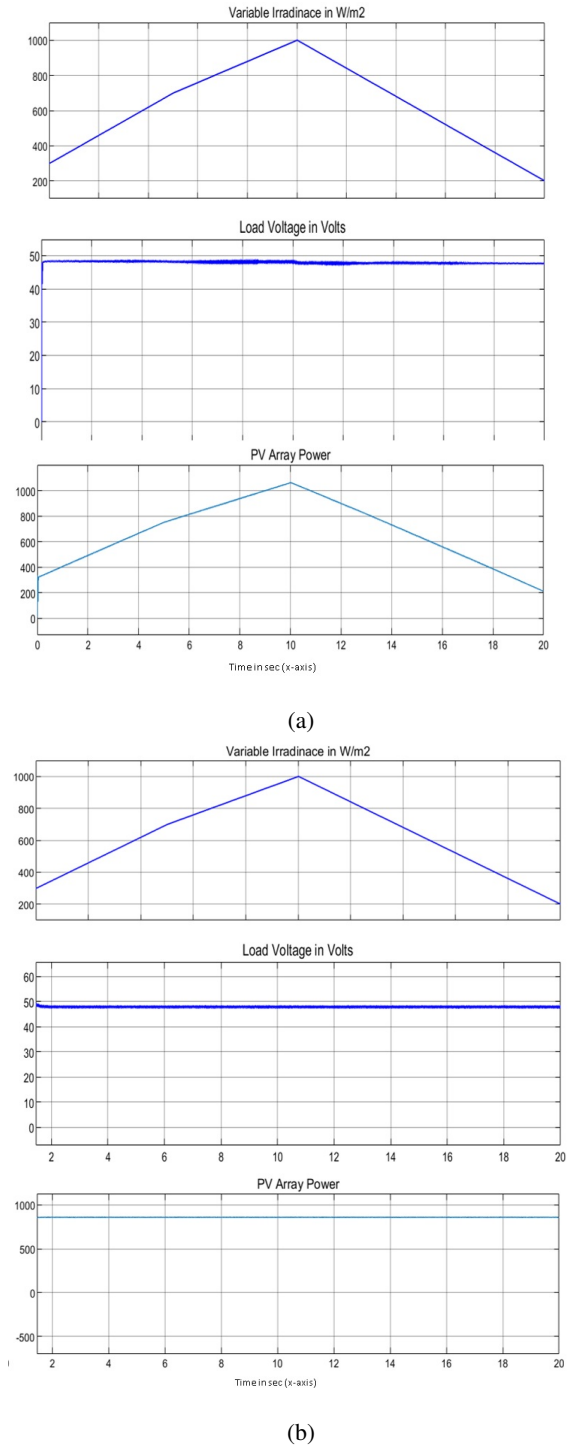 Variable Irradinace in W/m2
1000
800
600
400
200
Load Voltage in Volts
50
40
30
20
10
0
PV Array Power
1000
800
600
400
200
0
0 2 4 6 8 10 12 14 16 18 20
Time in sec (x-axis)
(a)
Variable Irradinace in W/m2
1000
800
600
400
200
Load Voltage in Volts
60
50
40
30
20
10
0
2 4 6 8 10 12 14 16 18 20
PV Array Power
1000
500
0
-500
2 4 6 8 10 12 14 16 18 20
Time in sec (x-axis)
(b)